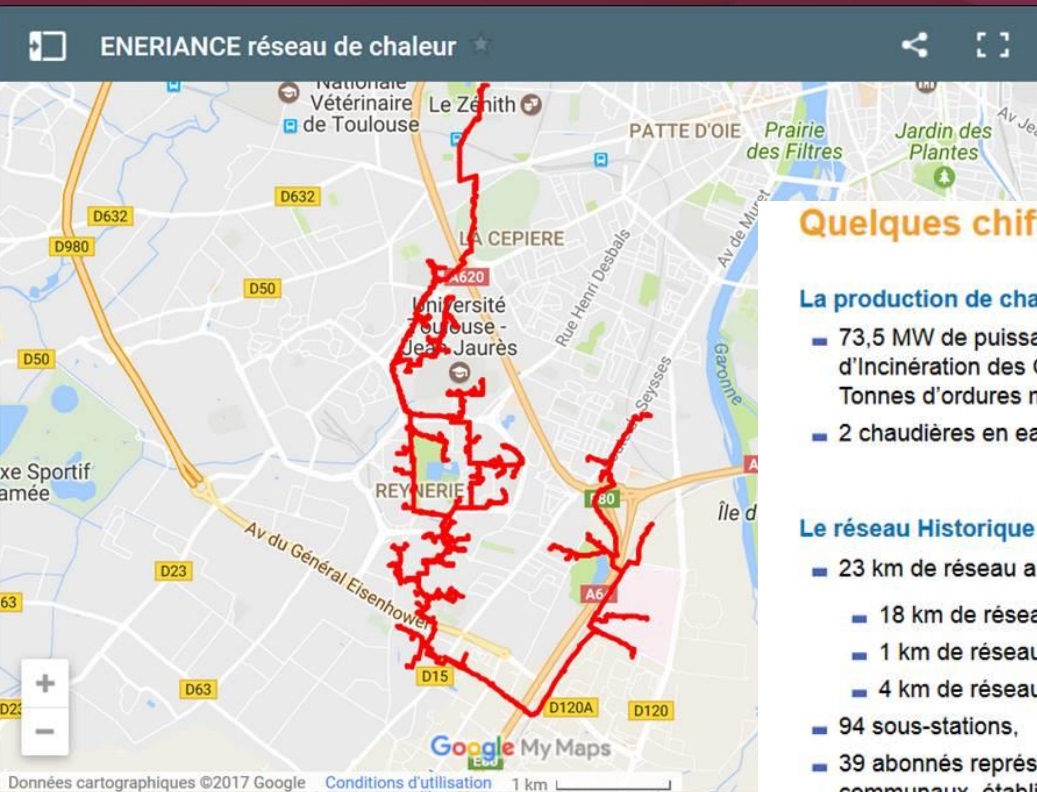 ENERIANCE réseau de chaleur
Nationale
Vétérinaire
de Toulouse
Le Zénith
PATTE D'OIE
Prairie
des Filtres
Jardin des
Plantes
D632
D632
D980
LA CEPIERE
Rue Henri Desbals
Av de Muret
A620
D50
Université
Toulouse -
Jean Jaurès
Garonne
D50
xe Sportif
amée
REYNERIE
Île d
Av du Général Eisenhower
D23
63
D15
D63
D120A
D120
Google My Maps
E80
Données cartographiques ©2017 Google
Conditions d'utilisation
1 km
Quelques chif
La production de cha
73,5 MW de puissa
d'Incinération des
Tonnes d'ordures n
2 chaudières en ea
Le réseau Historique
23 km de réseau a
18 km de résea
1 km de réseau
4 km de réseau
94 sous-stations,
39 abonnés représ